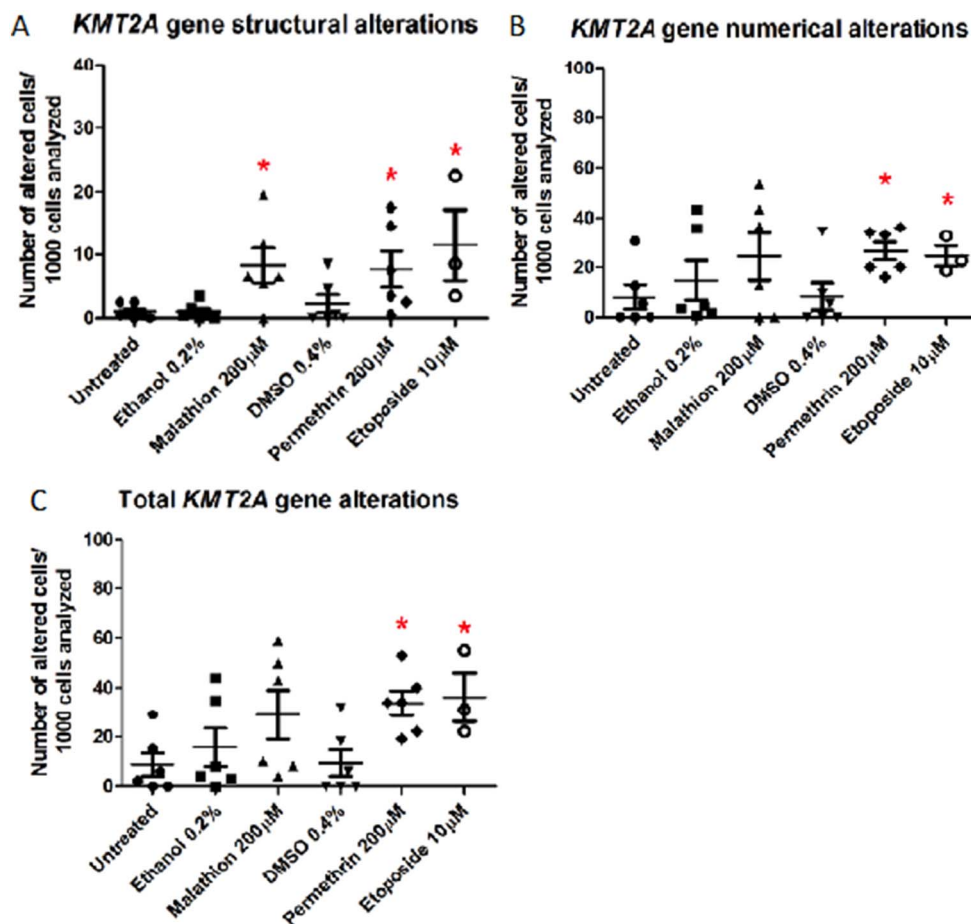 A KMT2A gene structural alterations
Number of altered cells/
1000 cells analyzed
40
30
20
10
0
*
*
*
Untreated
Ethanol 0.2%
Malathion 200μM
DMSO 0.4%
Permethrin 200μM
Etoposide 10μM
B KMT2A gene numerical alterations
Number of altered cells/
1000 cells analyzed
100
80
60
40
20
0
*
*
Untreated
Ethanol 0.2%
Malathion 200μM
DMSO 0.4%
Permethrin 200μM
Etoposide 10μM
C Total KMT2A gene alterations
Number of altered cells/
1000 cells analyzed
100
80
60
40
20
0
*
*
Untreated
Ethanol 0.2%
Malathion 200μM
DMSO 0.4%
Permethrin 200μM
Etoposide 10μM